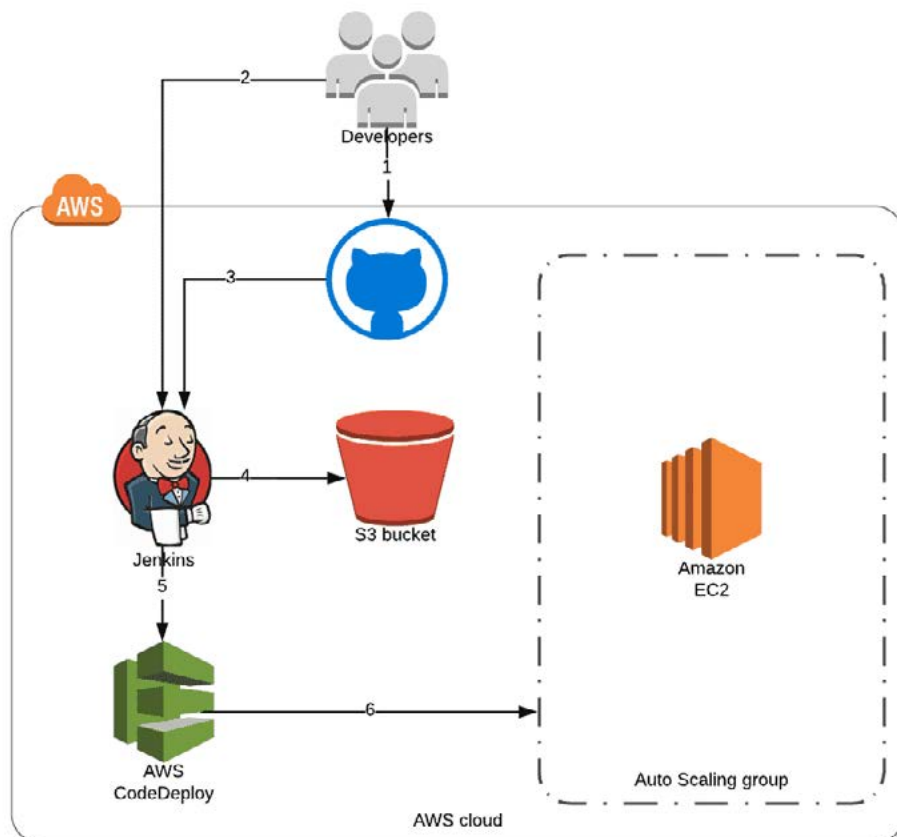 2
Developers
1
AWS
3
4
S3 bucket
Jenkins
Amazon
EC2
5
6
AWS
CodeDeploy
Auto Scaling group
AWS cloud